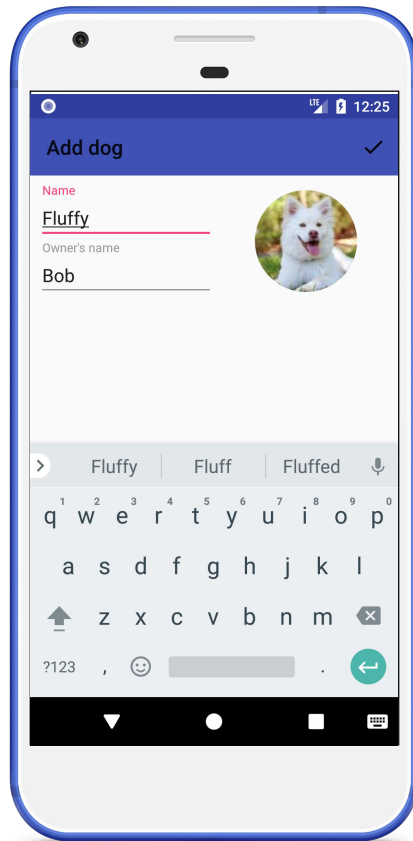 LTE 12:25
Add dog
Name
Fluffy
Owner's name
Bob
Fluffy Fluff Fluffed
1 2 3 4 5 6 7 8 9 0
q w e r t y u i o p
a s d f g h j k l
z x c v b n m
?123 , .